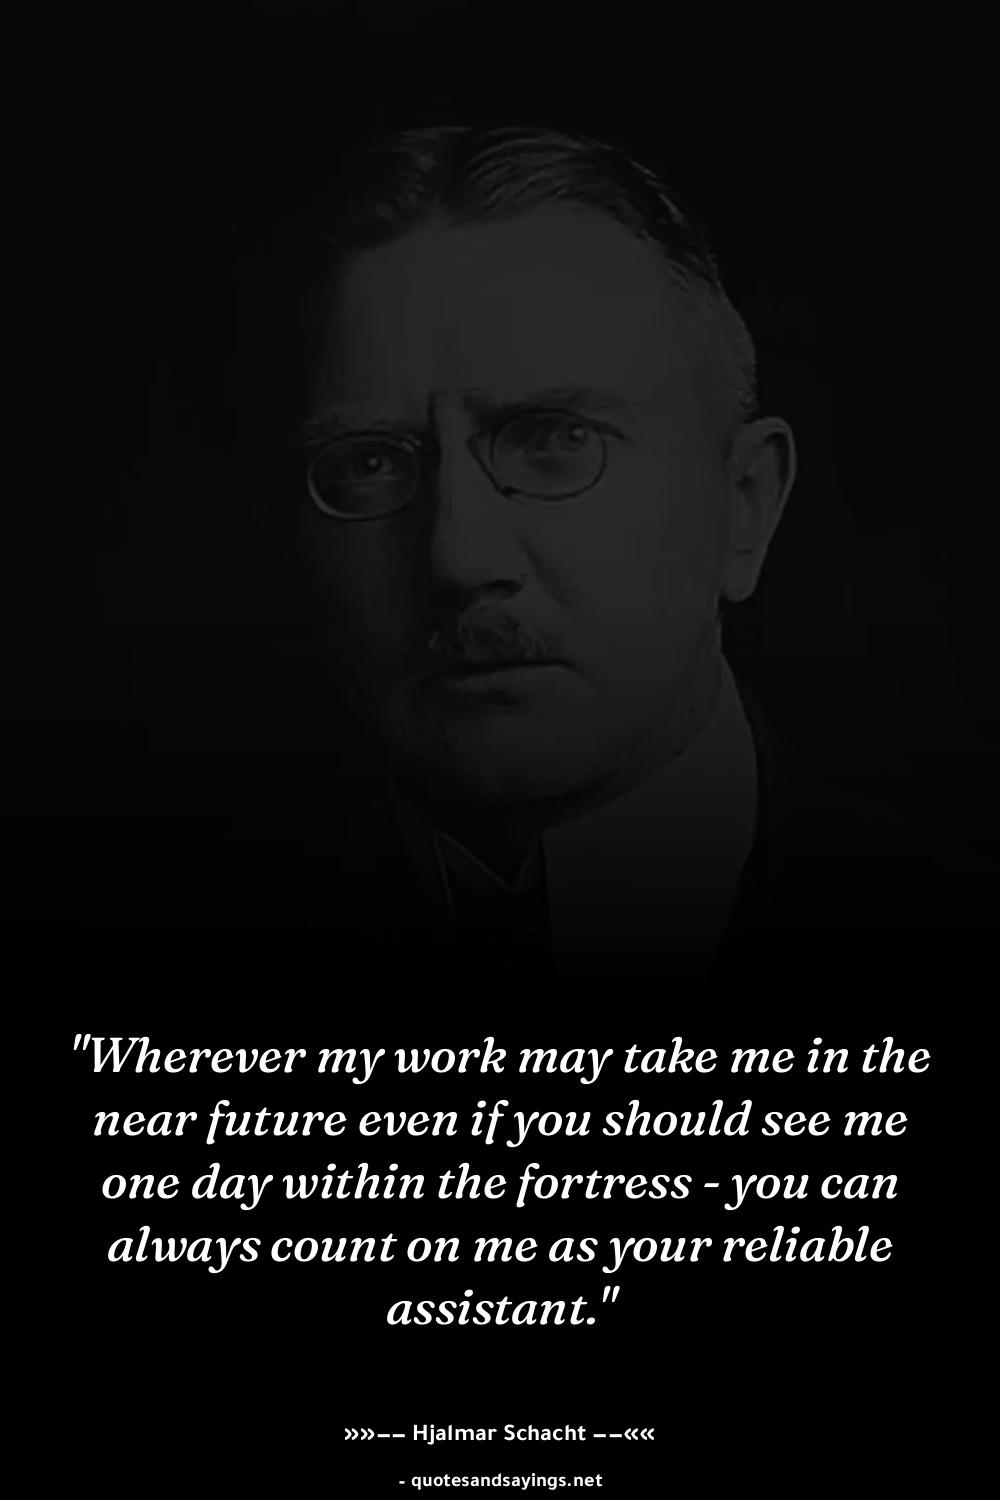 "Wherever my work may take me in the
near future even if you should see me
one day within the fortress - you can
always count on me as your reliable
assistant."
»»-- Hjalmar Schacht --««
- quotesandsayings.net